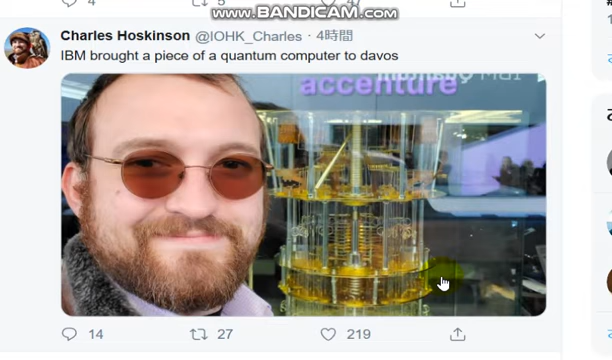 WWW.BANDICAM.COM
Charles Hoskinson @IOHK_Charles · 4時間
IBM brought a piece of a quantum computer to davos
accenture
14 27 219